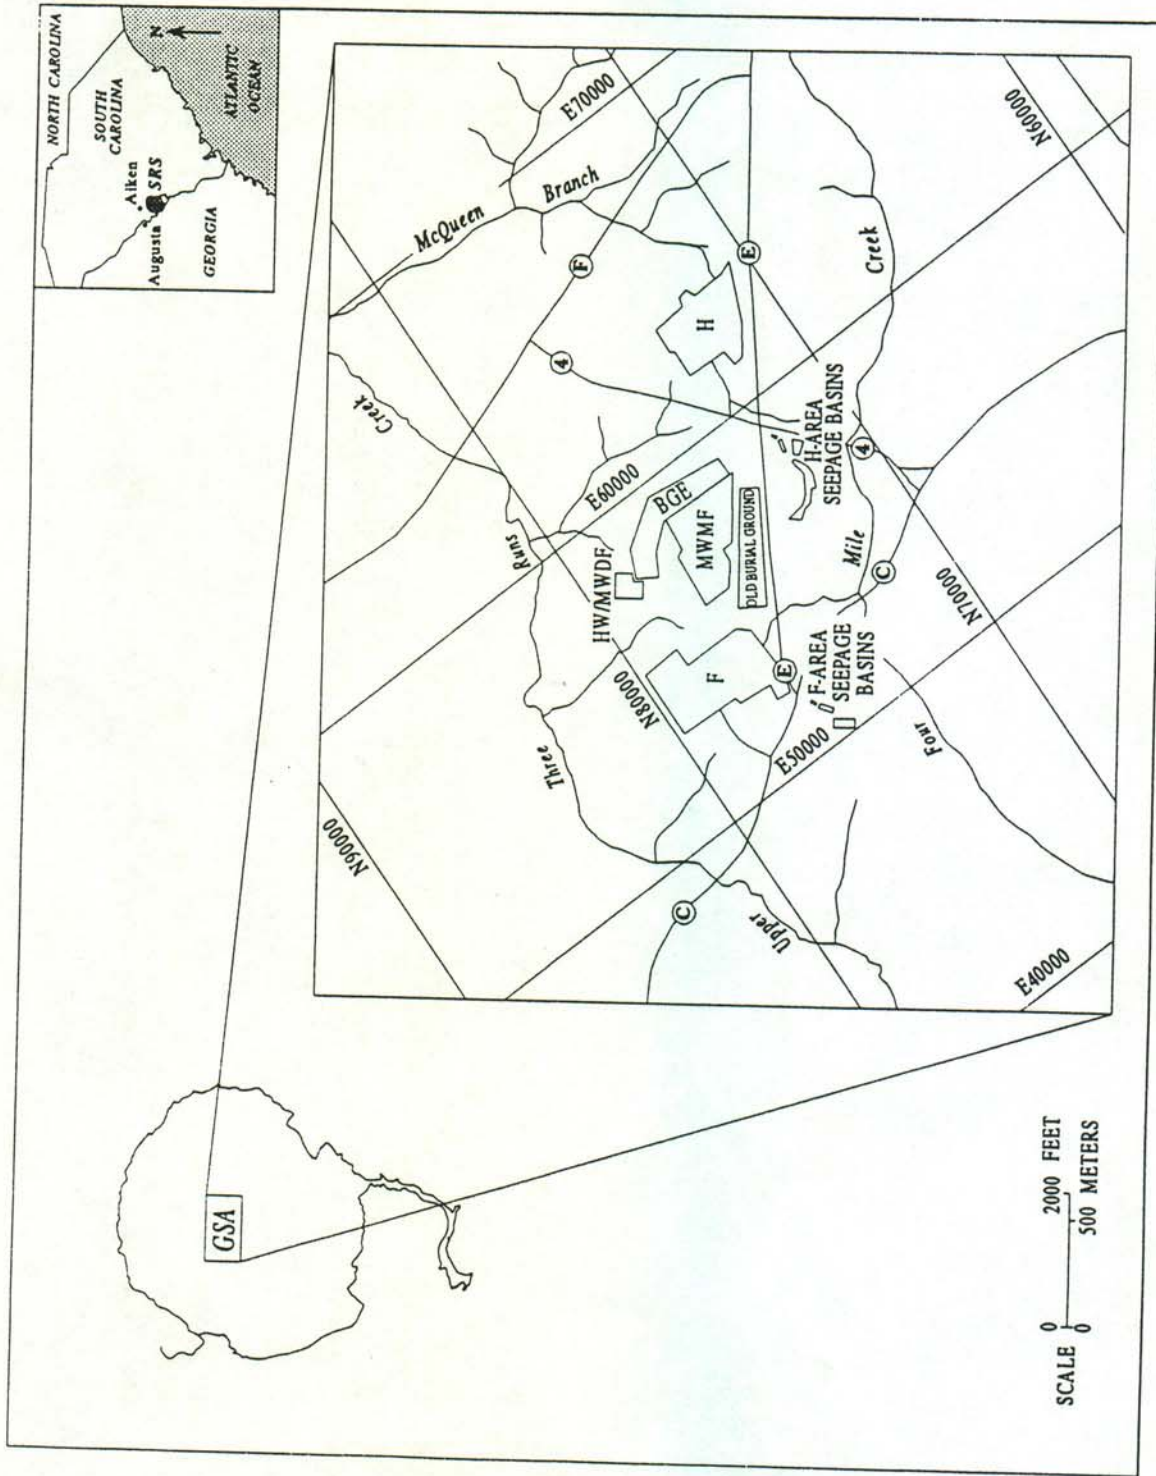 NORTH CAROLINA
SOUTH
CAROLINA
N
Aiken
SRS
Augusta
GEORGIA
ATLANTIC
OCEAN
GSA
McQueen
Branch
E70000
N60000
F
E
4
H
Creek
Creek
E60000
Runs
HW/MWDF
BGE
MWMF
OLD BURIAL GROUND
H-AREA
SEEPAGE BASINS
4
Mile
C
N70000
N80000
F
E
F-AREA
SEEPAGE
BASINS
E50000
Three
Four
N90000
C
Upper
E40000
SCALE
0 2000 FEET
0 500 METERS